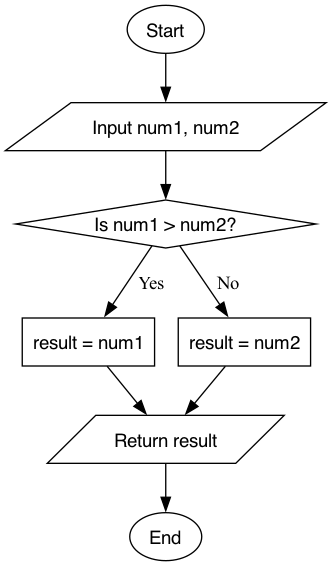 Start
Input num1, num2
Is num1 > num2?
Yes
No
result = num1
result = num2
Return result
End